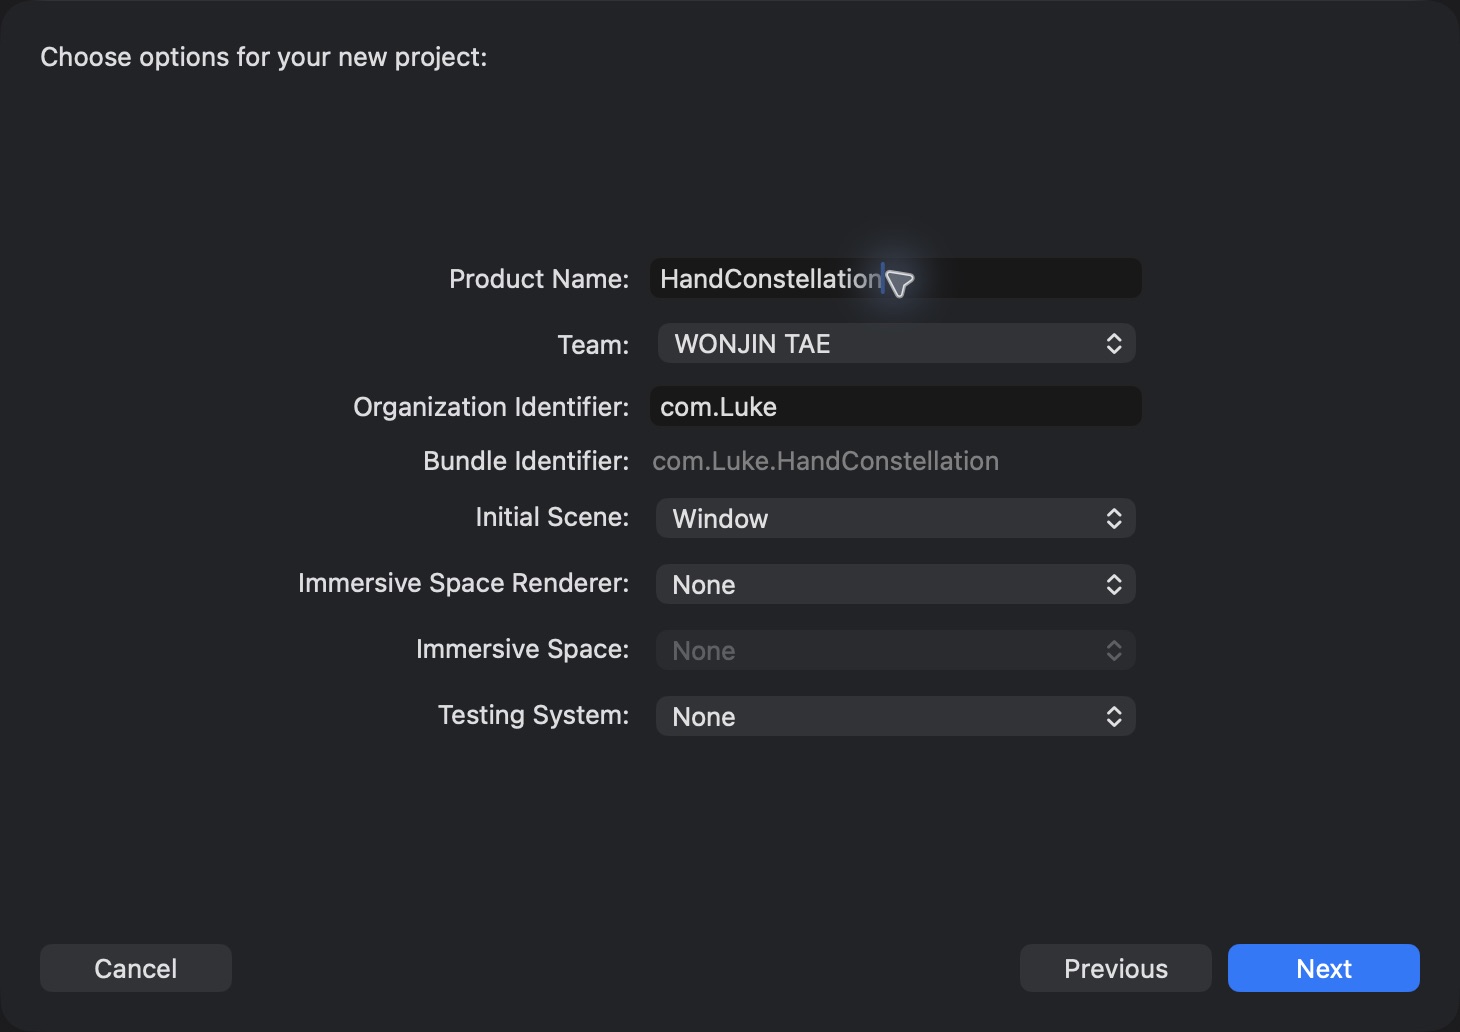 Choose options for your new project:
Product Name: HandConstellation
Team: WONJIN TAE
Organization Identifier: com.Luke
Bundle Identifier: com.Luke.HandConstellation
Initial Scene: Window
Immersive Space Renderer: None
Immersive Space: None
Testing System: None
Cancel Previous Next